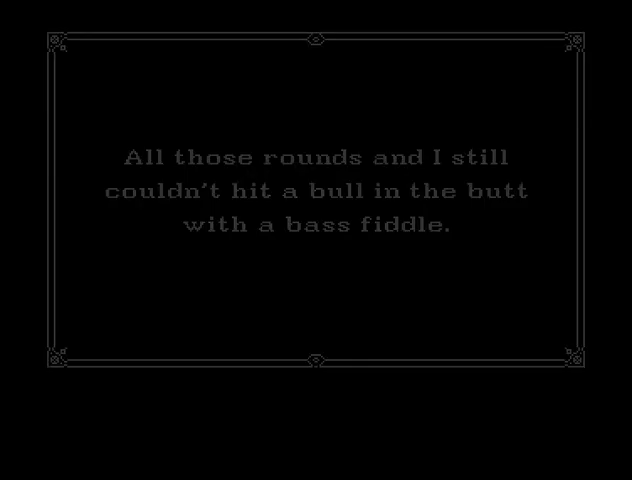 All those rounds and I still
couldn't hit a bull in the butt
with a bass fiddle.